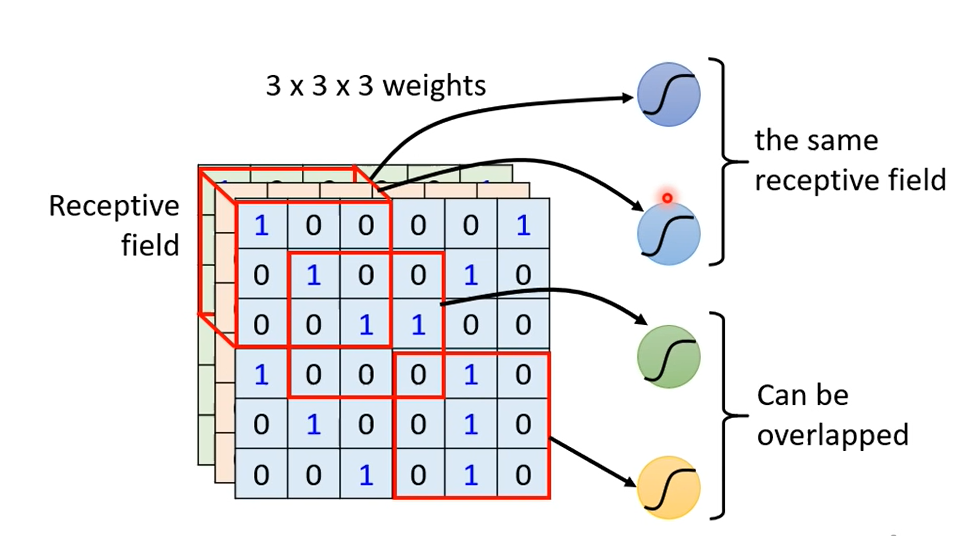 3 x 3 x 3 weights
the same
receptive field
Receptive
field
1 0 0 0 0 1
0 1 0 0 1 0
0 0 1 1 0 0
1 0 0 0 1 0
0 1 0 0 1 0
0 0 1 0 1 0
Can be
overlapped